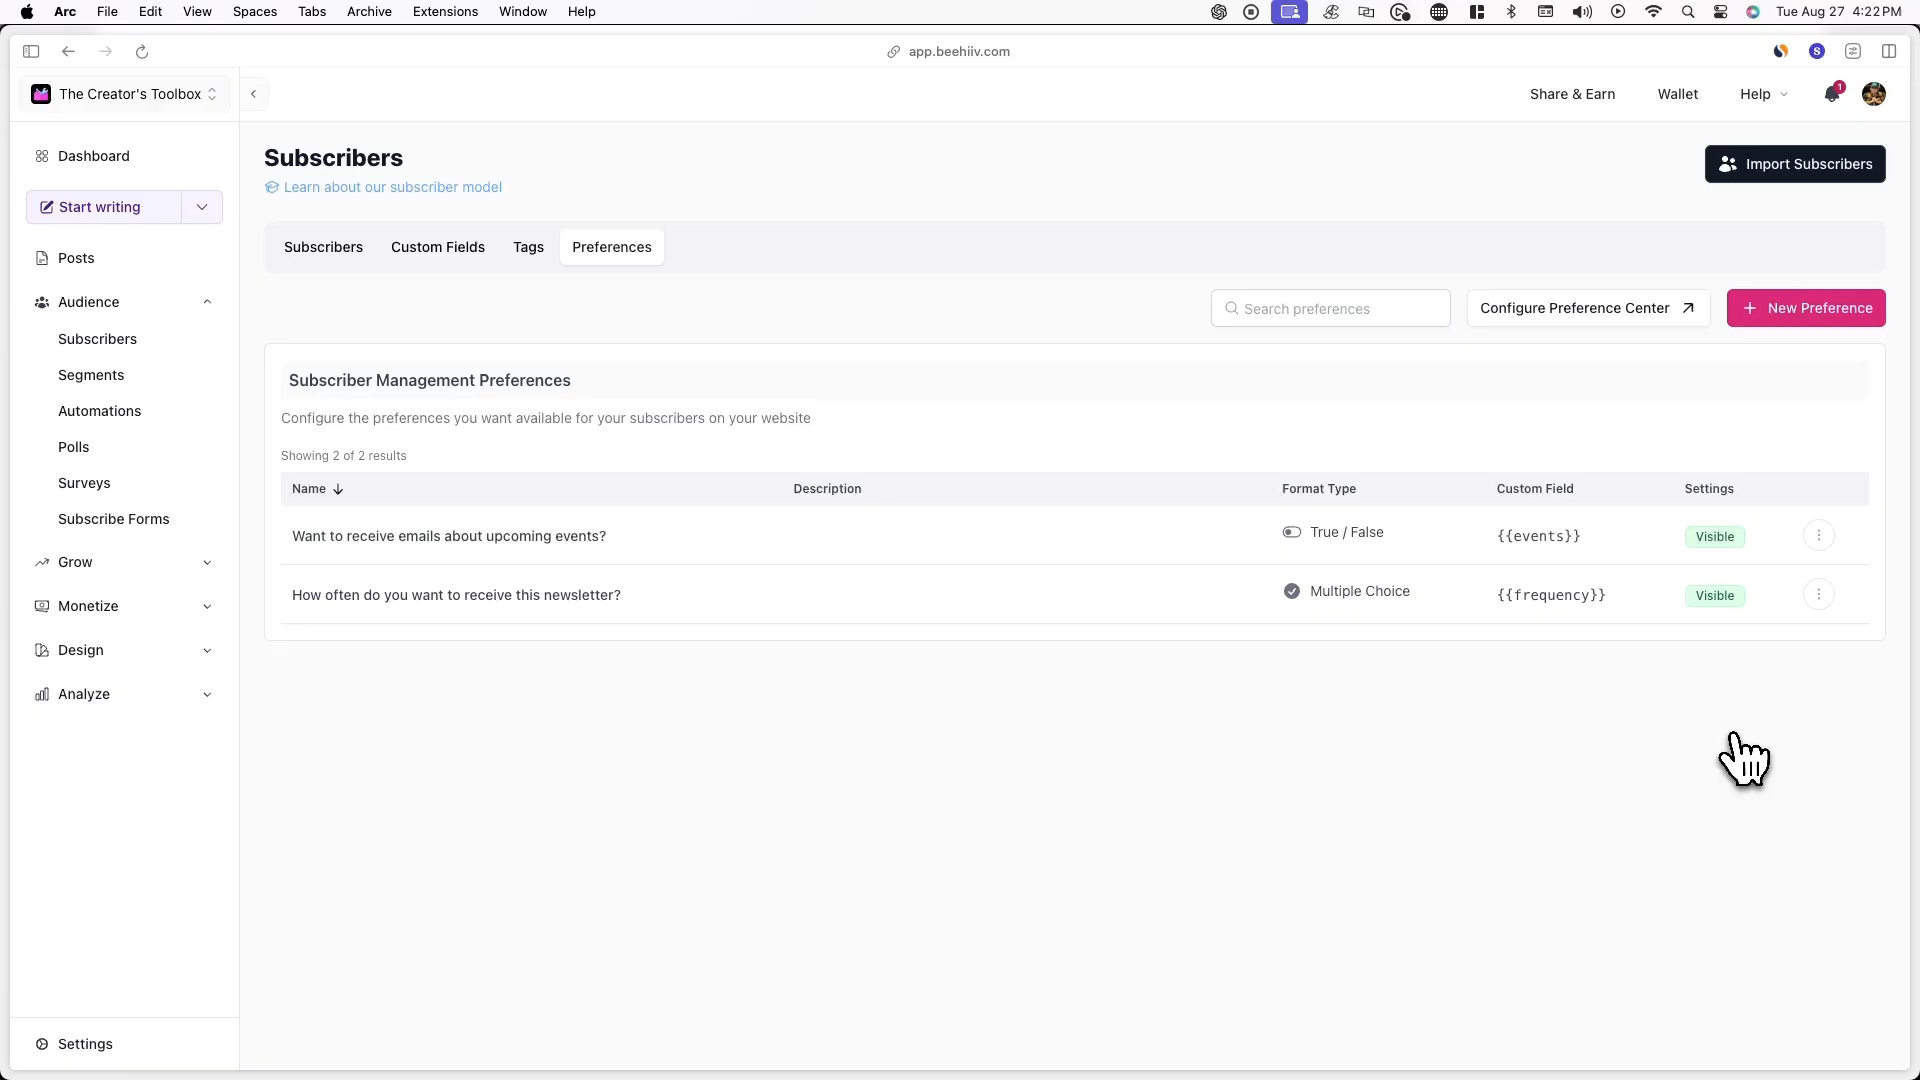 Arc File Edit View Spaces Tabs Archive Extensions Window Help Tue Aug 27 4:22 PM
app.beehiiv.com S
The Creator's Toolbox Share & Earn Wallet Help 1
Dashboard
Start writing
Posts
Audience
Subscribers
Segments
Automations
Polls
Surveys
Subscribe Forms
Grow
Monetize
Design
Analyze
Settings
Subscribers
Learn about our subscriber model
Import Subscribers
Subscribers Custom Fields Tags Preferences
Search preferences Configure Preference Center New Preference
Subscriber Management Preferences
Configure the preferences you want available for your subscribers on your website
Showing 2 of 2 results
Name Description Format Type Custom Field Settings
Want to receive emails about upcoming events? True / False {{events}} Visible
How often do you want to receive this newsletter? Multiple Choice {{frequency}} Visible